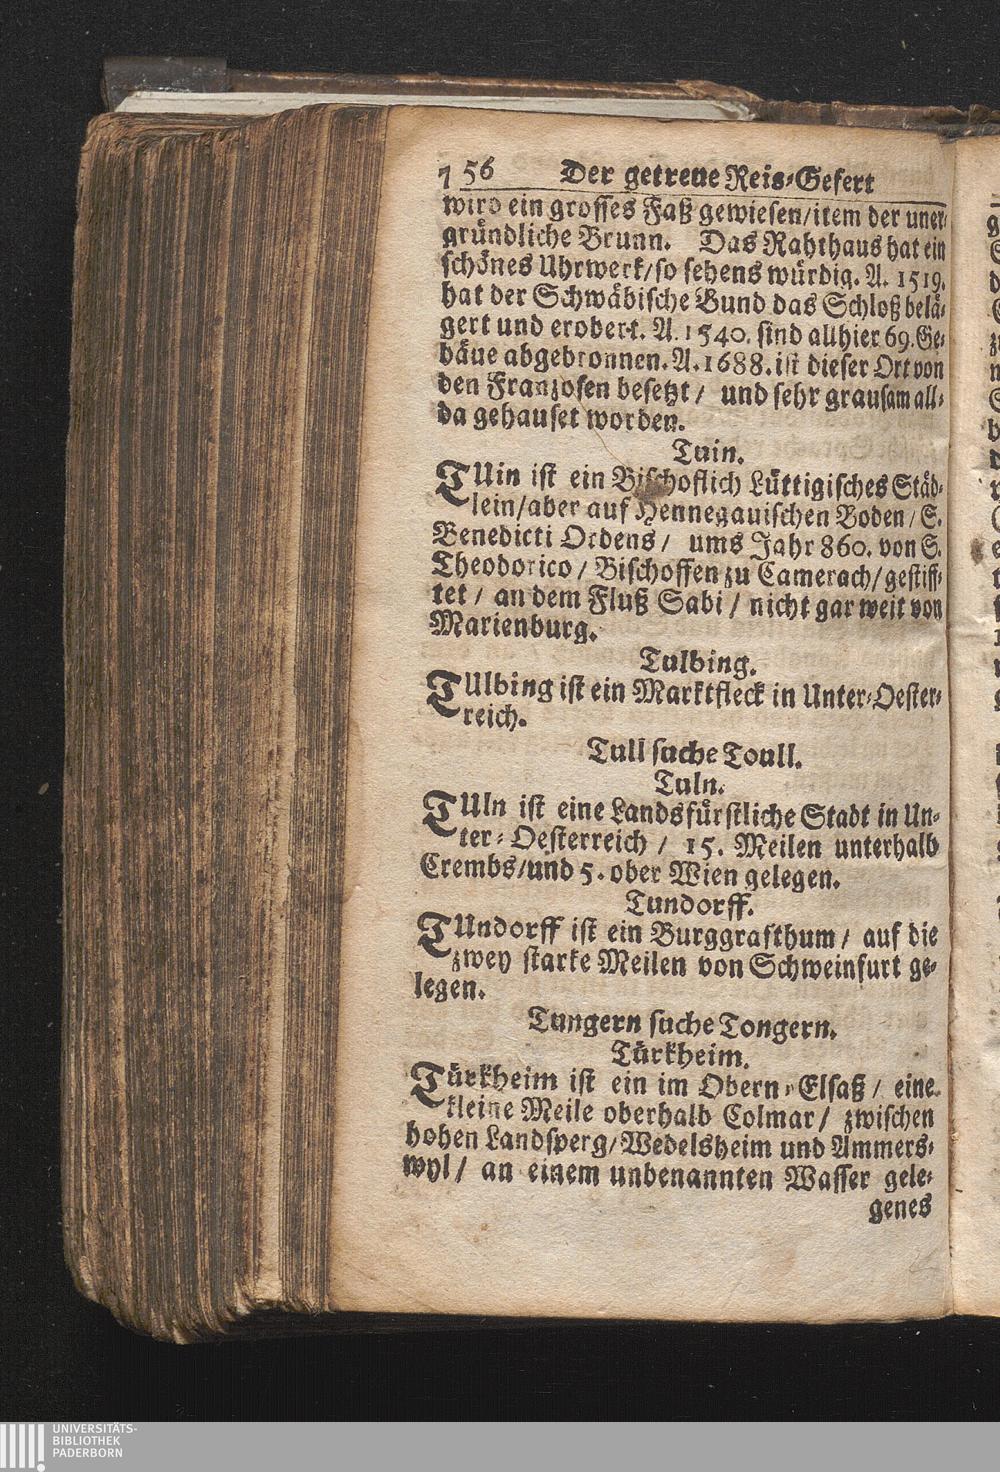 756 Der getreue Reis-Gefert
wird ein grosses Faß gewiesen/item der uner-
gründliche Brunn. Das Rahthaus hat ein
schönes Uhrwerk/so sehens würdig. A. 1519.
hat der Schwäbische Bund das Schloß belä-
gert und erobert. A. 1540. sind allhier 69. Ge-
bäue abgebronnen. A. 1688. ist dieser Ort von
den Franzosen besetzt / und sehr grausam all-
da gehauset worden.
Tuin.
TUin ist ein Bischoflich Lüttigisches Städ-
lein/aber auf Hennegauischen Boden / S.
Benedicti Ordens / ums Jahr 860. von S.
Theodorico / Bischoffen zu Camerach/gestiff-
tet / an dem Fluß Sabi / nicht gar weit von
Marienburg.
Tulbing.
TUlbing ist ein Marktfleck in Unter-Oester-
reich.
Tull suche Toull.
Tuln.
TUln ist eine Landsfürstliche Stadt in Un-
ter-Oesterreich / 15. Meilen unterhalb
Crembs/und 5. ober Wien gelegen.
Tundorff.
TUndorff ist ein Burggrafthum / auf die
zwey starke Meilen von Schweinfurt ge-
legen.
Tungern suche Tongern.
Türkheim.
Türkheim ist ein im Obern-Elsaß / eine
kleine Meile oberhalb Colmar / zwischen
hohen Landsperg/Wedelsheim und Ammers-
wyl / an einem unbenannten Wasser gele-
genes
UNIVERSITÄTS-
BIBLIOTHEK
PADERBORN